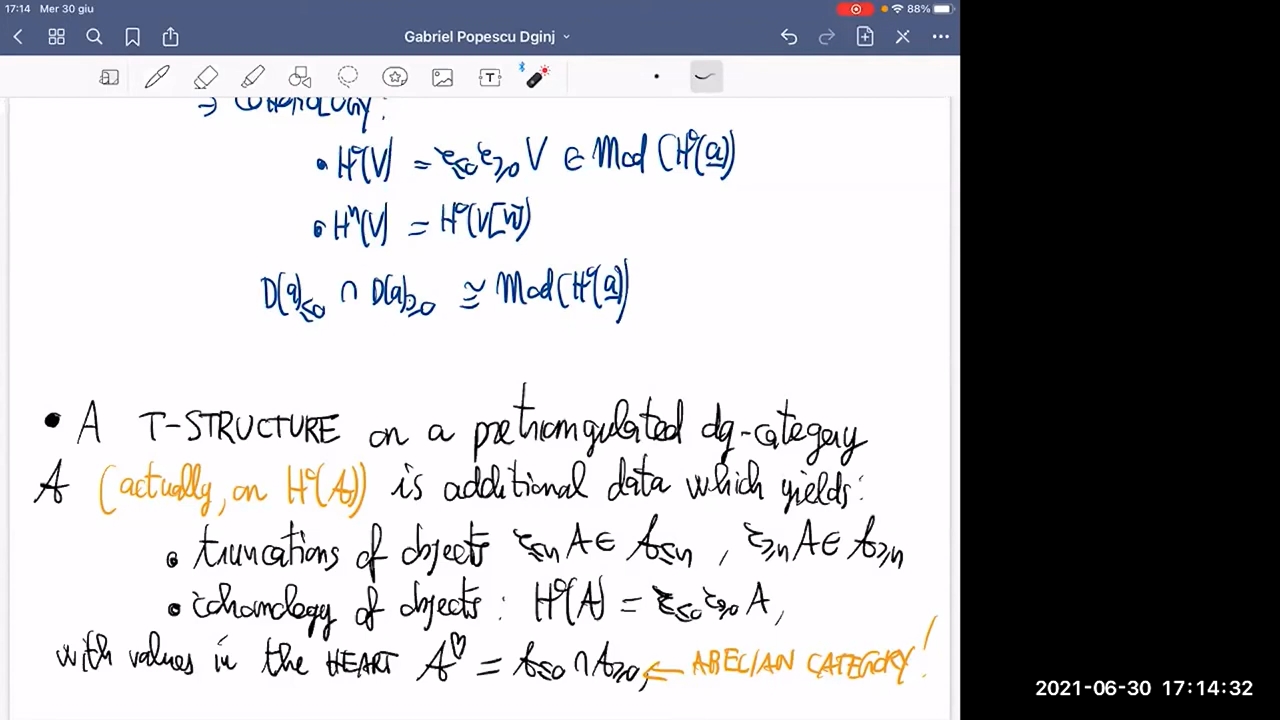 17:14 Mer 30 giu
88%
Gabriel Popescu Dginj
→ COHOMOLOGY:
• H⁰(V) = τ≤0 τ≥0 V ∈ Mod (H⁰(a))
• Hⁿ(V) = H⁰(V[n])
D(a)≤0 ∩ D(a)≥0 ≅ Mod(H⁰(a))
• A T-STRUCTURE on a pretriangulated dg-category
A (actually, on H⁰(A)) is additional data which yields:
• truncations of objects τ≤n A ∈ A≤n , τ≥n A ∈ A≥n
• cohomology of objects : H⁰(A) = τ≤0 τ≥0 A ,
with values in the HEART A♡ = A≤0 ∩ A≥0, ← ABELIAN CATEGORY!
2021-06-30 17:14:32